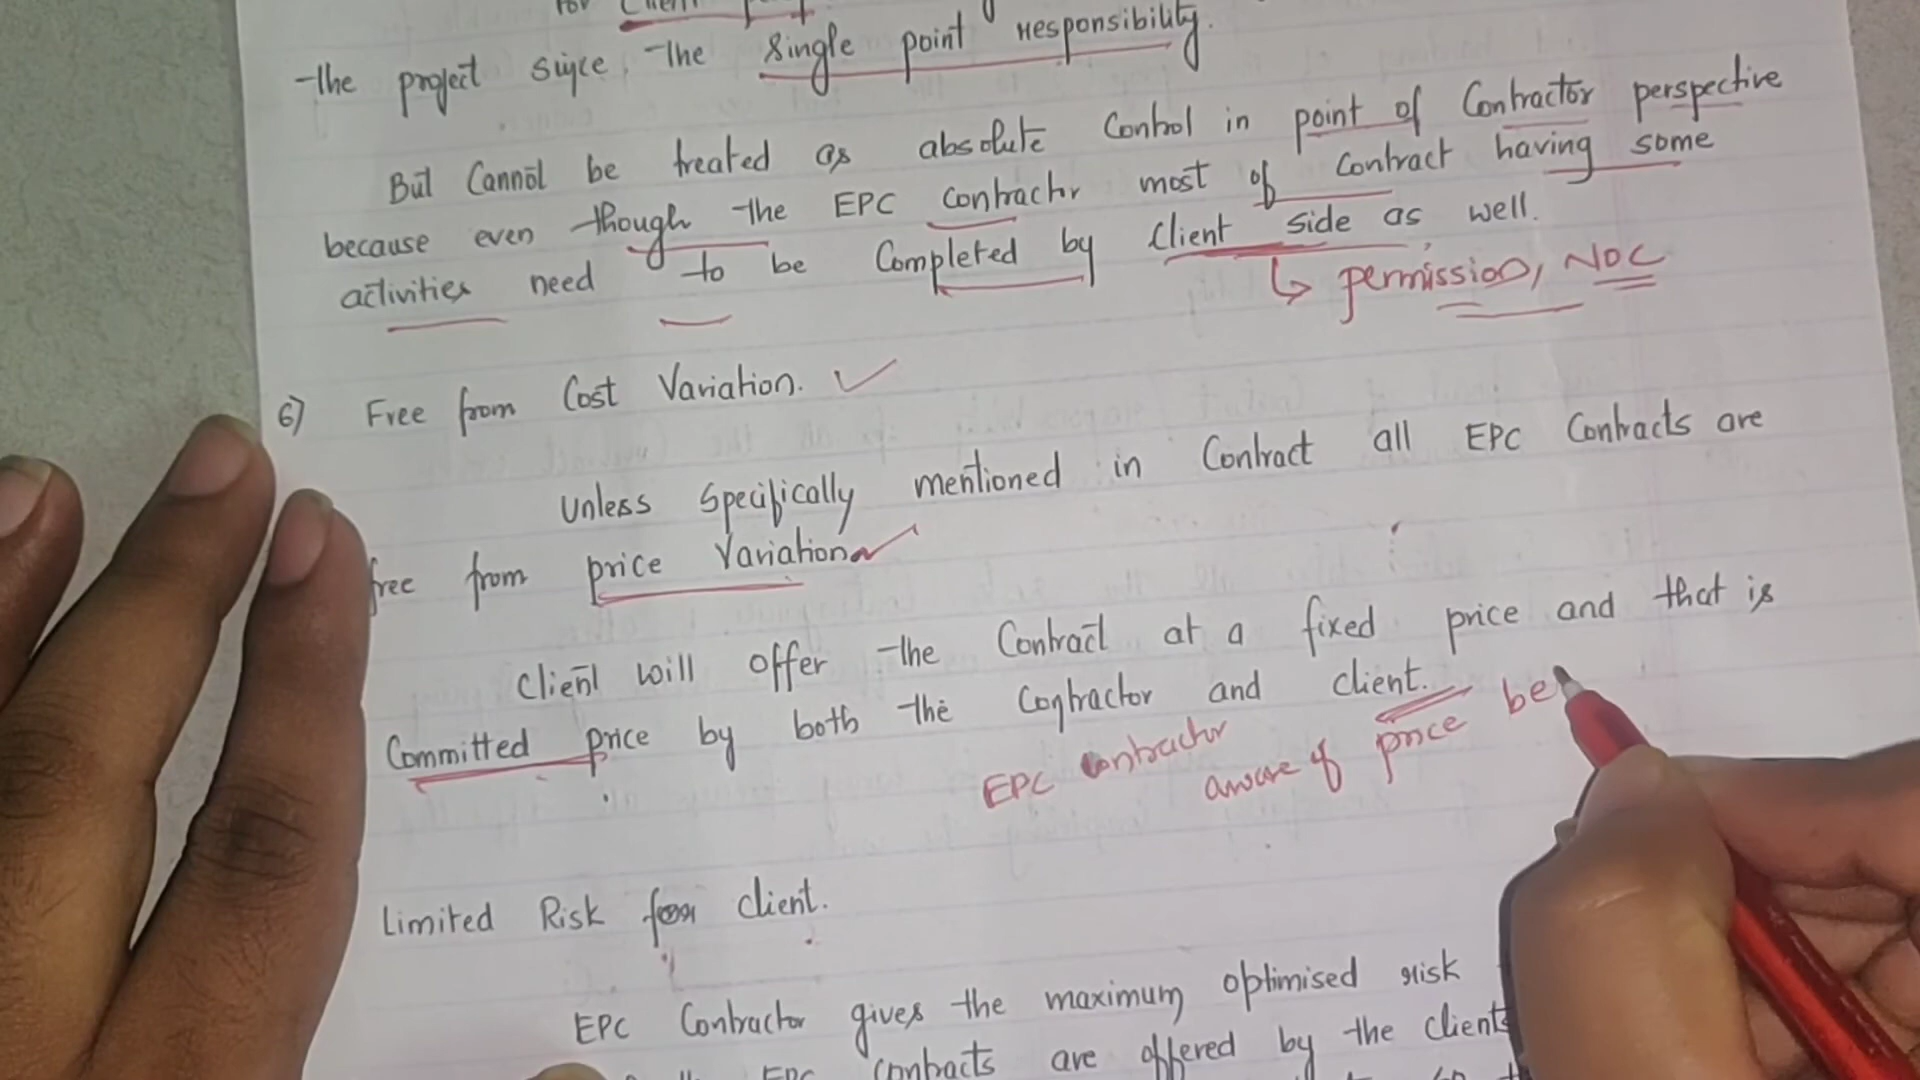 for Client
the project since, the single point responsibility.
But Cannot be treated as absolute Control in point of Contractor perspective
because even though the EPC contractor most of contract having some
activities need to be Completed by Client side as well.
↳ permission, NOC
6) Free from Cost Variation. ✓
Unless Specifically mentioned in Contract all EPC Contracts are
free from price Variation
Client will offer the Contract at a fixed price and that is
Committed price by both the Contractor and client.
EPC contractor aware of price be
Limited Risk for client.
EPC Contractor gives the maximum optimised risk
EPC Contracts are offered by the Clients